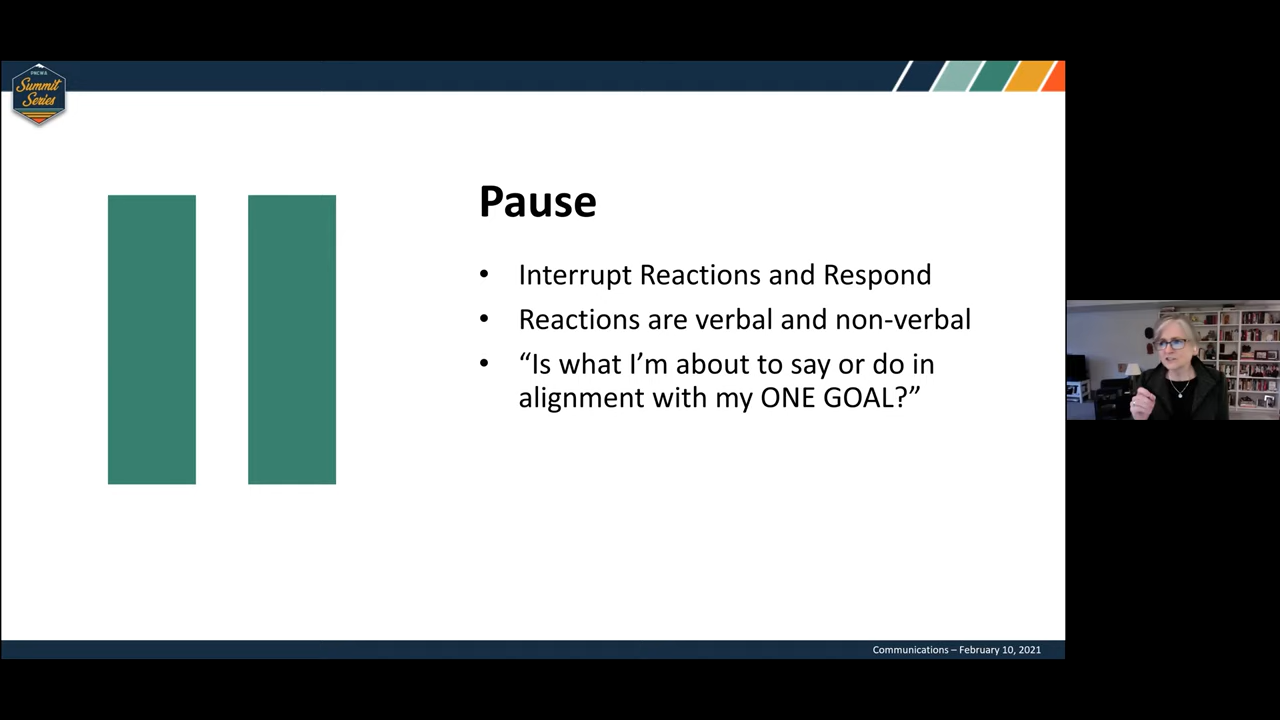 PNCWA
Summit
Series
Pause
• Interrupt Reactions and Respond
• Reactions are verbal and non-verbal
• “Is what I’m about to say or do in
alignment with my ONE GOAL?”
Communications – February 10, 2021